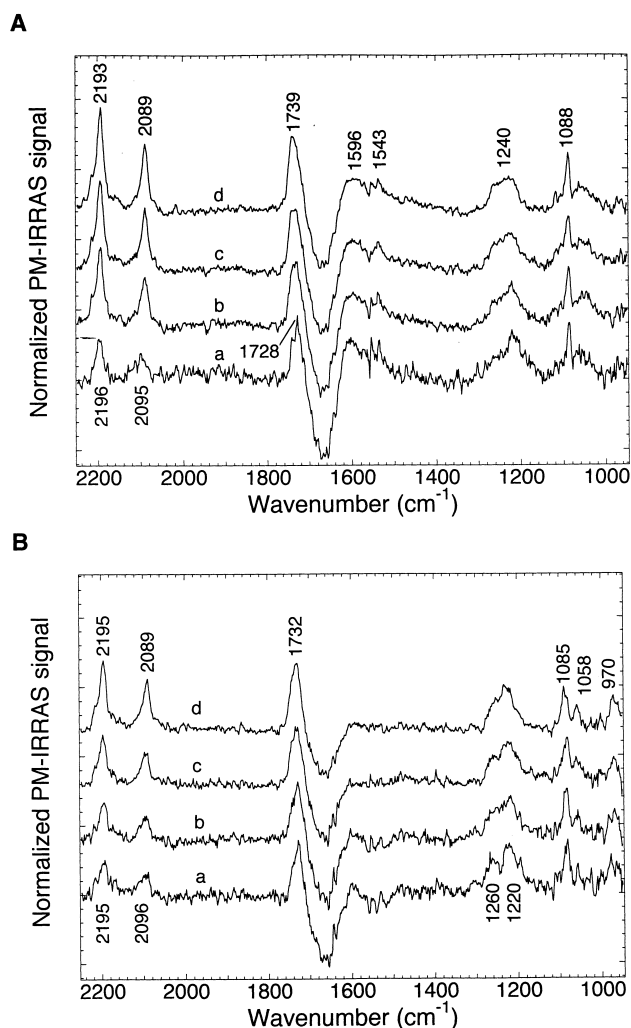 A
2193
2089
1739
1596
1543
1240
1088
d
c
b
a
1728
2196
2095
Normalized PM-IRRAS signal
2200 2000 1800 1600 1400 1200 1000
Wavenumber (cm-1)
B
2195
2089
1732
1085
1058
970
d
c
b
a
2195
2096
1260
1220
Normalized PM-IRRAS signal
2200 2000 1800 1600 1400 1200 1000
Wavenumber (cm-1)